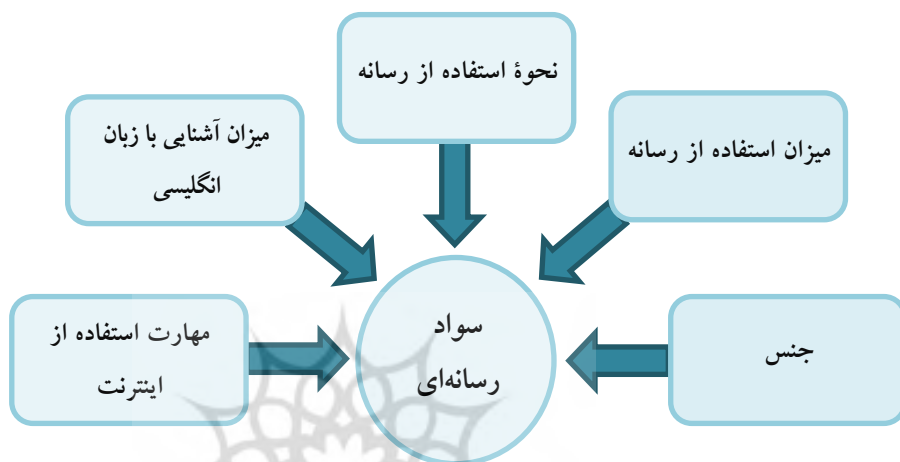 نحوهٔ استفاده از رسانه
میزان استفاده از رسانه
میزان آشنایی با زبان
انگلیسی
جنس
سواد
رسانه‌ای
مهارت استفاده از
اینترنت